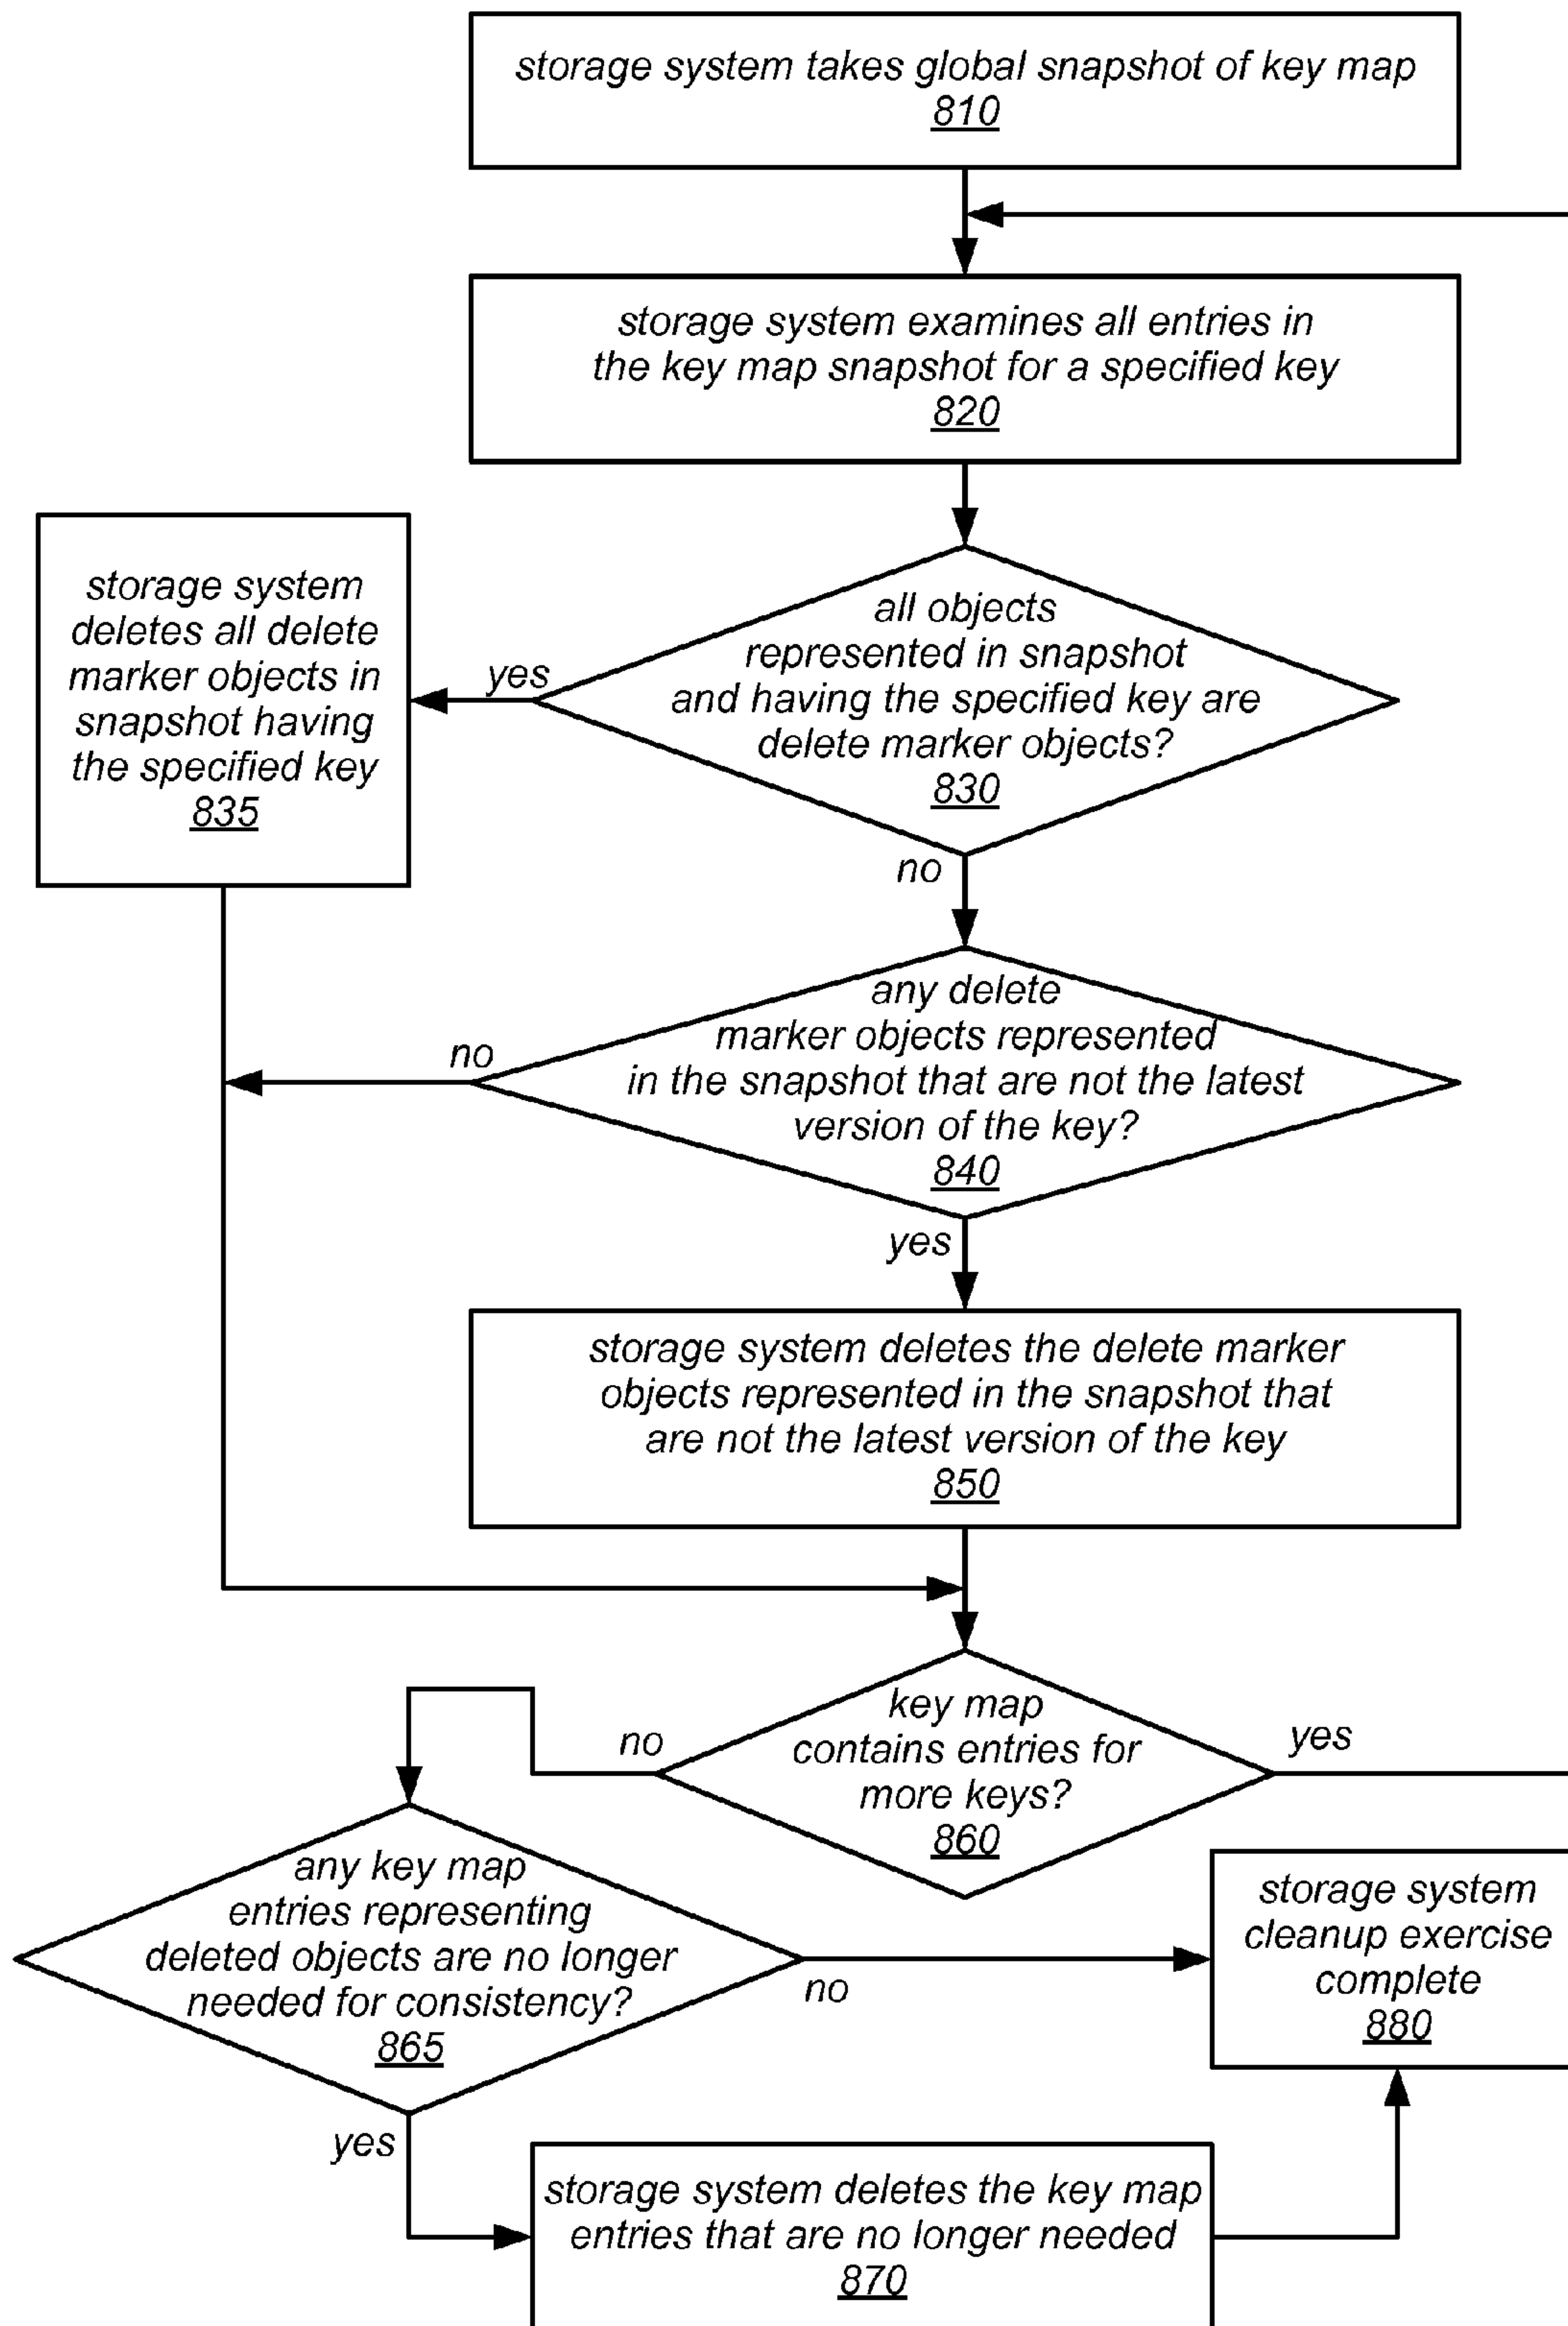 storage system takes global snapshot of key map
810
storage system examines all entries in
the key map snapshot for a specified key
820
all objects
represented in snapshot
and having the specified key are
delete marker objects?
830
yes
no
storage system
deletes all delete
marker objects in
snapshot having
the specified key
835
any delete
marker objects represented
in the snapshot that are not the latest
version of the key?
840
no
yes
storage system deletes the delete marker
objects represented in the snapshot that
are not the latest version of the key
850
key map
contains entries for
more keys?
860
no
yes
any key map
entries representing
deleted objects are no longer
needed for consistency?
865
no
yes
storage system
cleanup exercise
complete
880
storage system deletes the key map
entries that are no longer needed
870